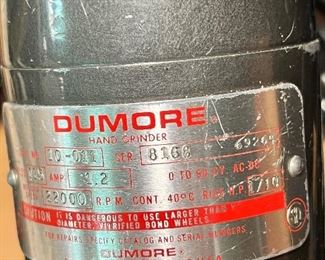 DUMORE
HAND GRINDER
NO. 10-011 SER. 8166
AMP. 1.2 0 TO 60 CY. AC-DC
22000 R.P.M. CONT. 40°C RISE H.P. 1/10
CAUTION IT IS DANGEROUS TO USE LARGER THAN
DIAMETER, VITRIFIED BOND WHEELS.
FOR REPAIRS SPECIFY CATALOG AND SERIAL NUMBERS.
DUMORE